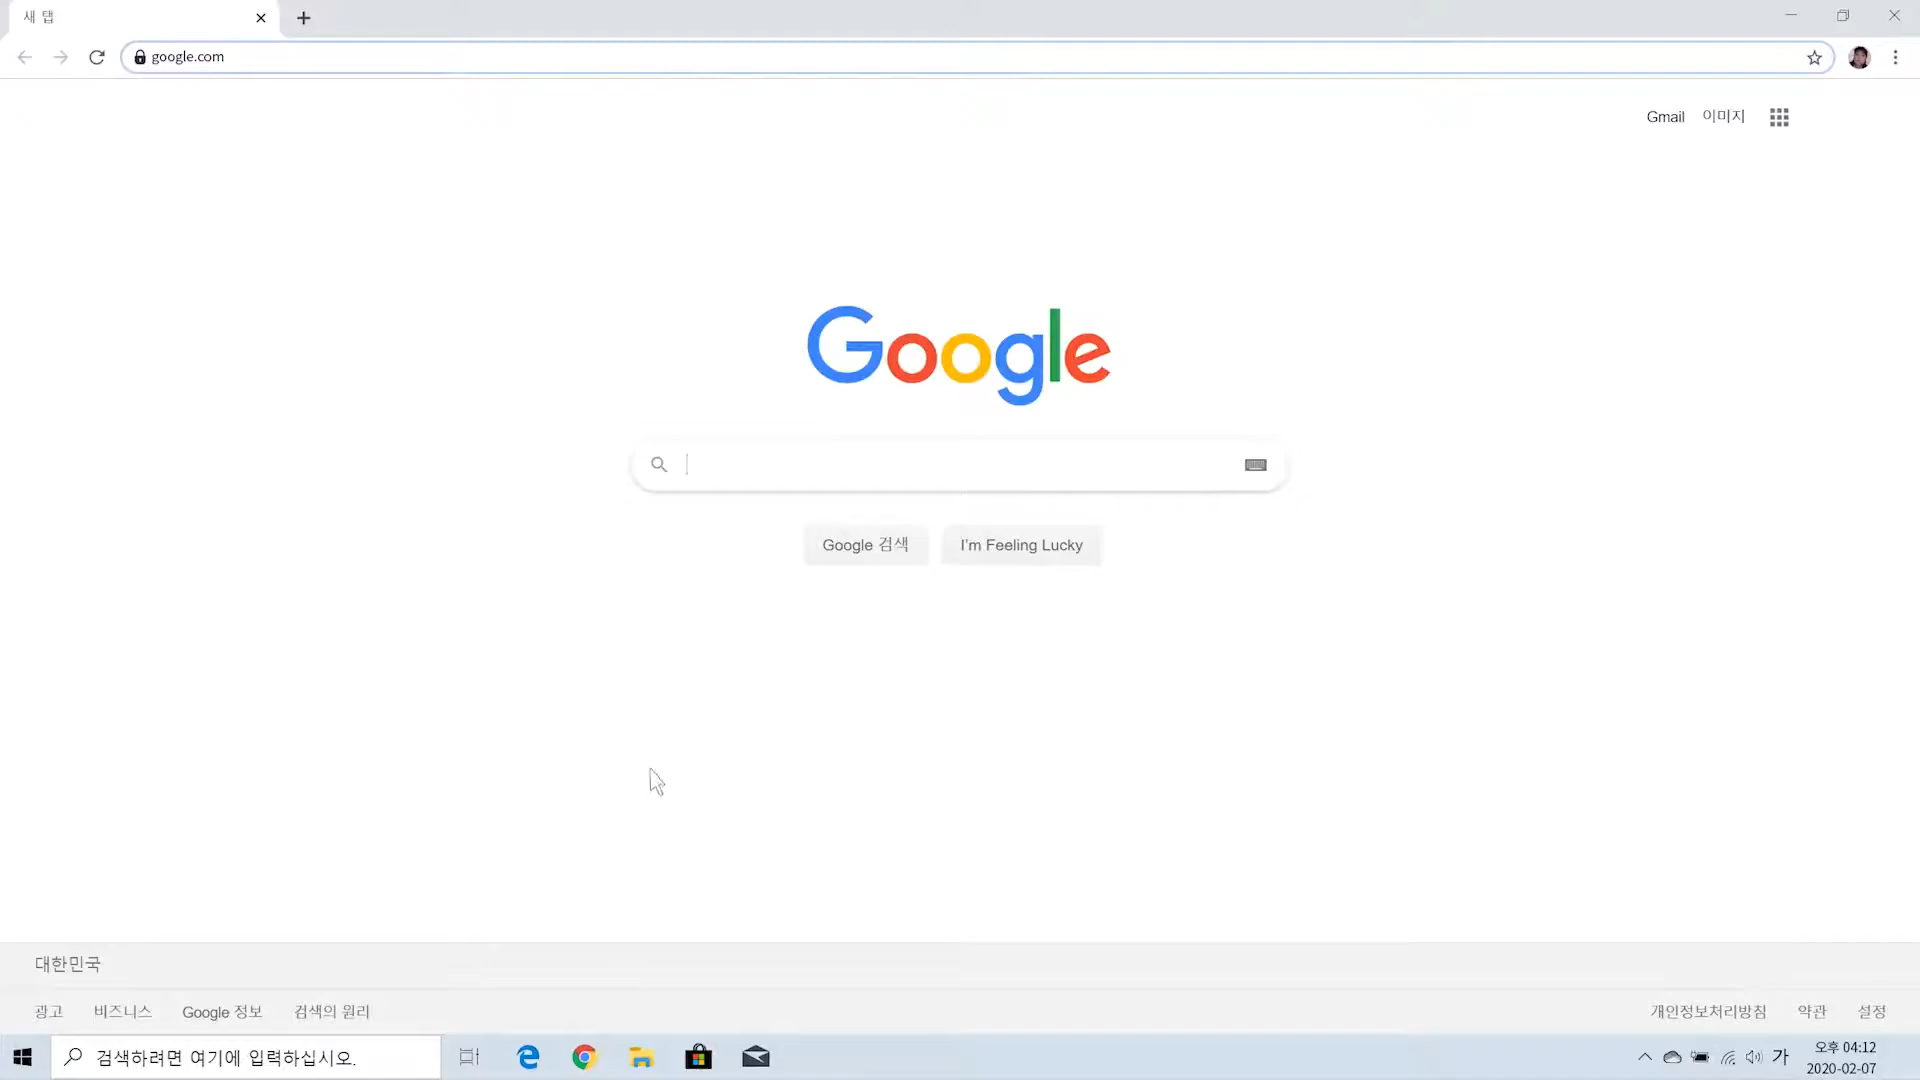 새 탭
google.com
Gmail 이미지
Google
Google 검색 I'm Feeling Lucky
대한민국
광고 비즈니스 Google 정보 검색의 원리 개인정보처리방침 약관 설정
검색하려면 여기에 입력하십시오. 가 오후 04:12
2020-02-07